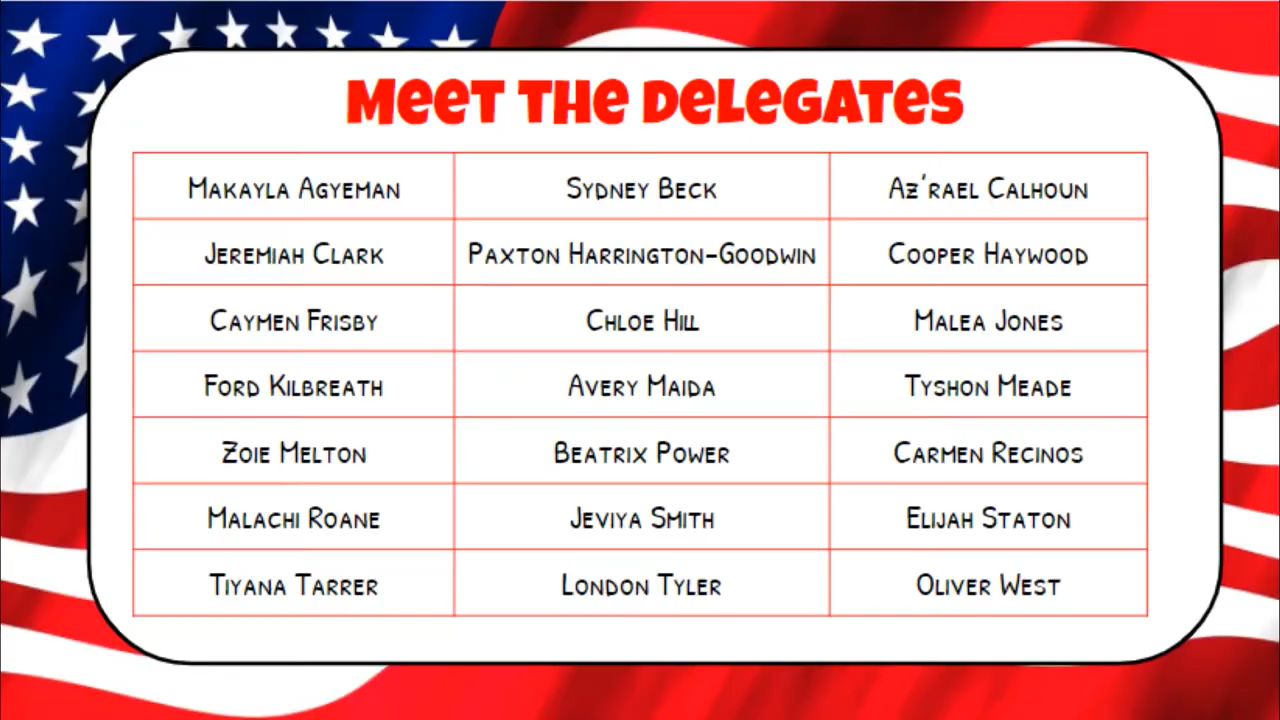 Meet the Delegates
Makayla Agyeman Sydney Beck Az'rael Calhoun
Jeremiah Clark Paxton Harrington-Goodwin Cooper Haywood
Caymen Frisby Chloe Hill Malea Jones
Ford Kilbreath Avery Maida Tyshon Meade
Zoie Melton Beatrix Power Carmen Recinos
Malachi Roane Jeviya Smith Elijah Staton
Tiyana Tarrer London Tyler Oliver West